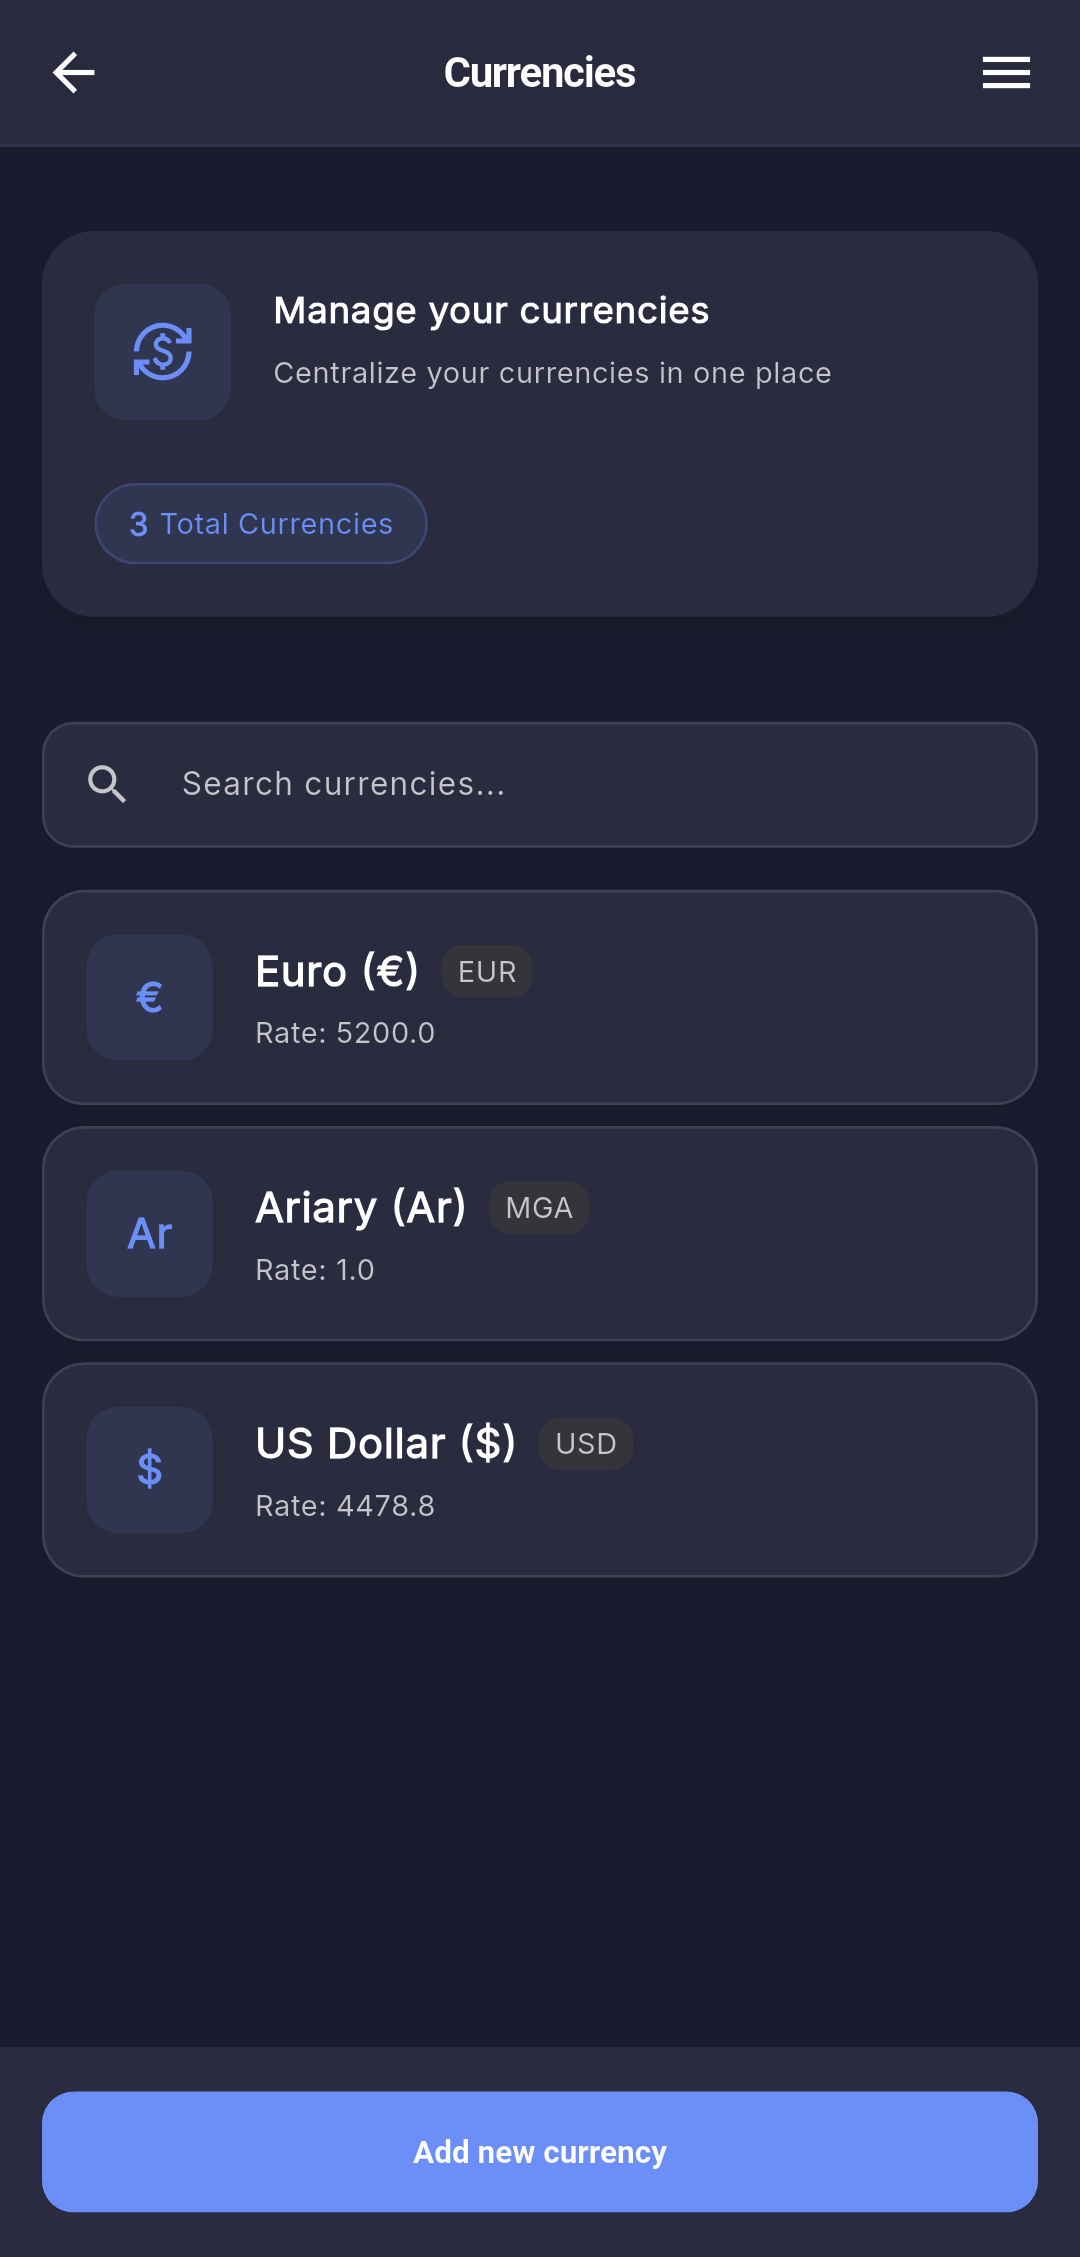 Currencies
Manage your currencies
Centralize your currencies in one place
3 Total Currencies
Search currencies...
€
Euro (€) EUR
Rate: 5200.0
Ar
Ariary (Ar) MGA
Rate: 1.0
$
US Dollar ($) USD
Rate: 4478.8
Add new currency